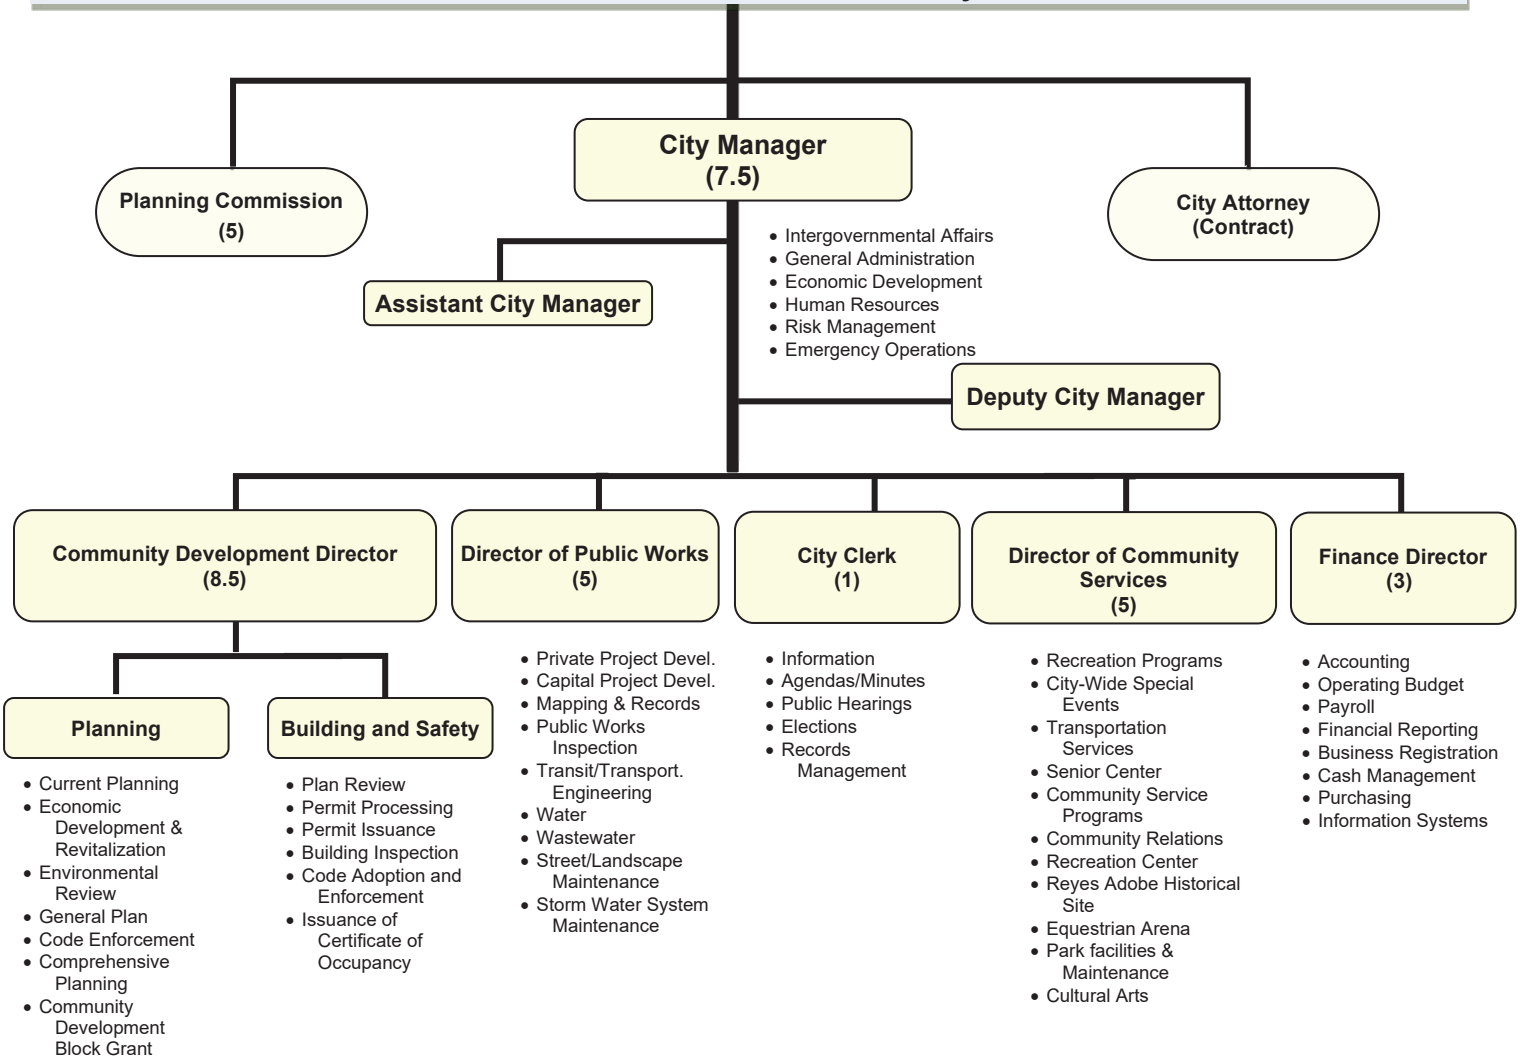 City Manager
(7.5)
Planning Commission
(5)
City Attorney
(Contract)
• Intergovernmental Affairs
• General Administration
• Economic Development
• Human Resources
• Risk Management
• Emergency Operations
Assistant City Manager
Deputy City Manager
Community Development Director
(8.5)
Director of Public Works
(5)
City Clerk
(1)
Director of Community
Services
(5)
Finance Director
(3)
Planning
• Current Planning
• Economic
Development &
Revitalization
• Environmental
Review
• General Plan
• Code Enforcement
• Comprehensive
Planning
• Community
Development
Block Grant
Building and Safety
• Plan Review
• Permit Processing
• Permit Issuance
• Building Inspection
• Code Adoption and
Enforcement
• Issuance of
Certificate of
Occupancy
• Private Project Devel.
• Capital Project Devel.
• Mapping & Records
• Public Works
Inspection
• Transit/Transport.
Engineering
• Water
• Wastewater
• Street/Landscape
Maintenance
• Storm Water System
Maintenance
• Information
• Agendas/Minutes
• Public Hearings
• Elections
• Records
Management
• Recreation Programs
• City-Wide Special
Events
• Transportation
Services
• Senior Center
• Community Service
Programs
• Community Relations
• Recreation Center
• Reyes Adobe Historical
Site
• Equestrian Arena
• Park facilities &
Maintenance
• Cultural Arts
• Accounting
• Operating Budget
• Payroll
• Financial Reporting
• Business Registration
• Cash Management
• Purchasing
• Information Systems